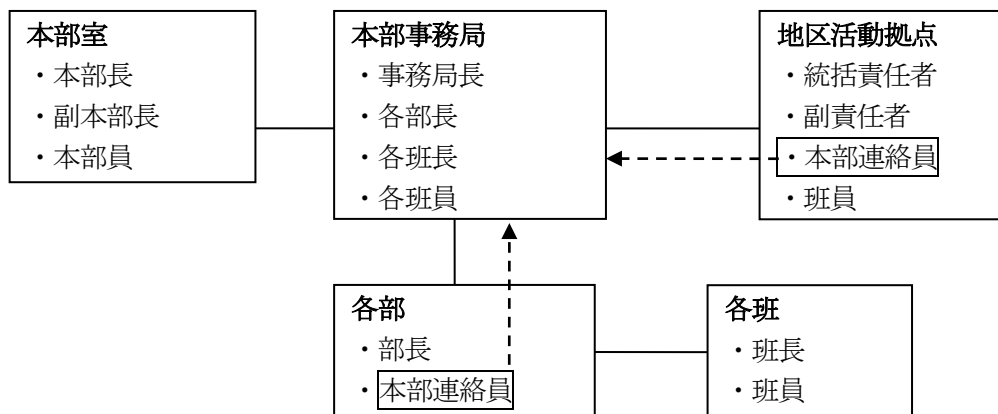 本部室
・本部長
・副本部長
・本部員
本部事務局
・事務局長
・各部長
・各班長
・各班員
地区活動拠点
・統括責任者
・副責任者
・本部連絡員
・班員
各部
・部長
・本部連絡員
各班
・班長
・班員